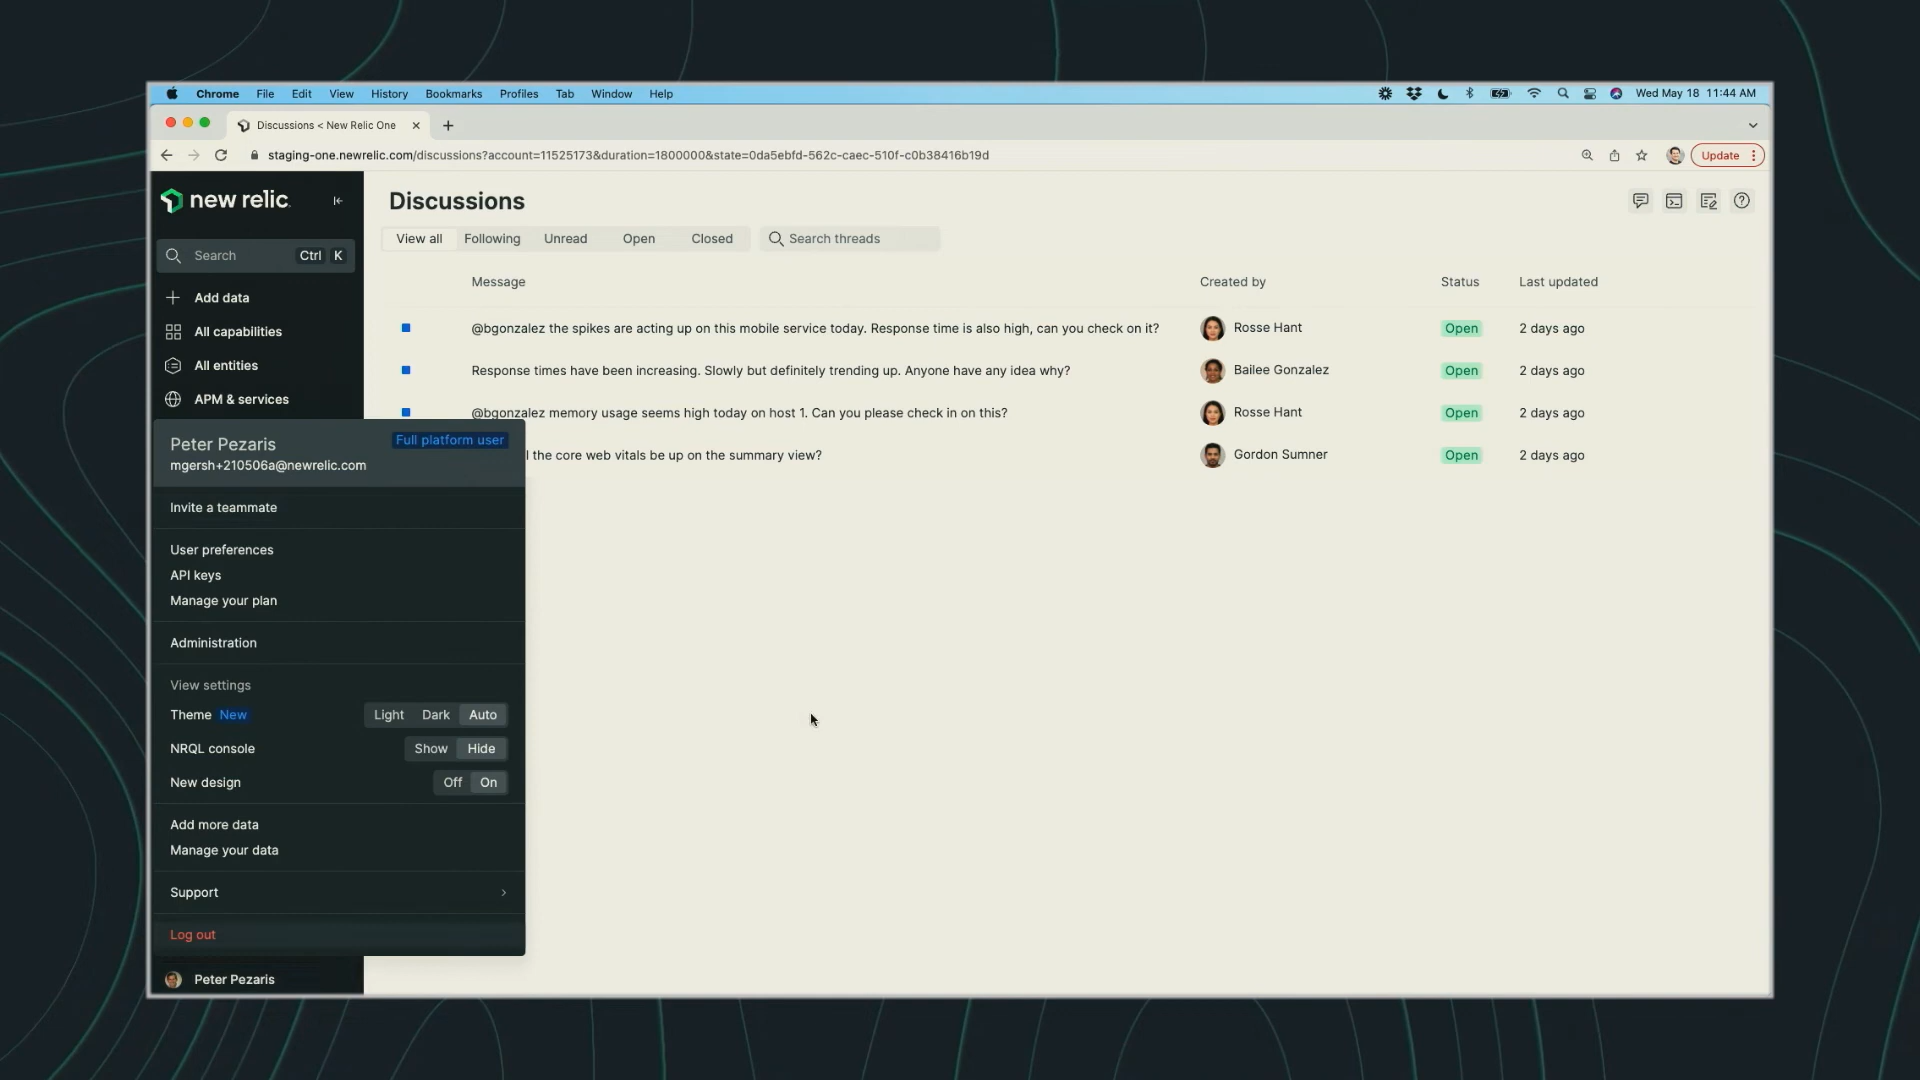 Chrome File Edit View History Bookmarks Profiles Tab Window Help Wed May 18 11:44 AM
Discussions < New Relic One
staging-one.newrelic.com/discussions?account=11525173&duration=1800000&state=0da5ebfd-562c-caec-510f-c0b38416b19d Update
new relic
Search Ctrl K
Add data
All capabilities
All entities
APM & services
Peter Pezaris Full platform user
mgersh+210506a@newrelic.com
Invite a teammate
User preferences
API keys
Manage your plan
Administration
View settings
Theme New Light Dark Auto
NRQL console Show Hide
New design Off On
Add more data
Manage your data
Support
Log out
Peter Pezaris
Discussions
View all Following Unread Open Closed Search threads
Message Created by Status Last updated
@bgonzalez the spikes are acting up on this mobile service today. Response time is also high, can you check on it? Rosse Hant Open 2 days ago
Response times have been increasing. Slowly but definitely trending up. Anyone have any idea why? Bailee Gonzalez Open 2 days ago
@bgonzalez memory usage seems high today on host 1. Can you please check in on this? Rosse Hant Open 2 days ago
the core web vitals be up on the summary view? Gordon Sumner Open 2 days ago